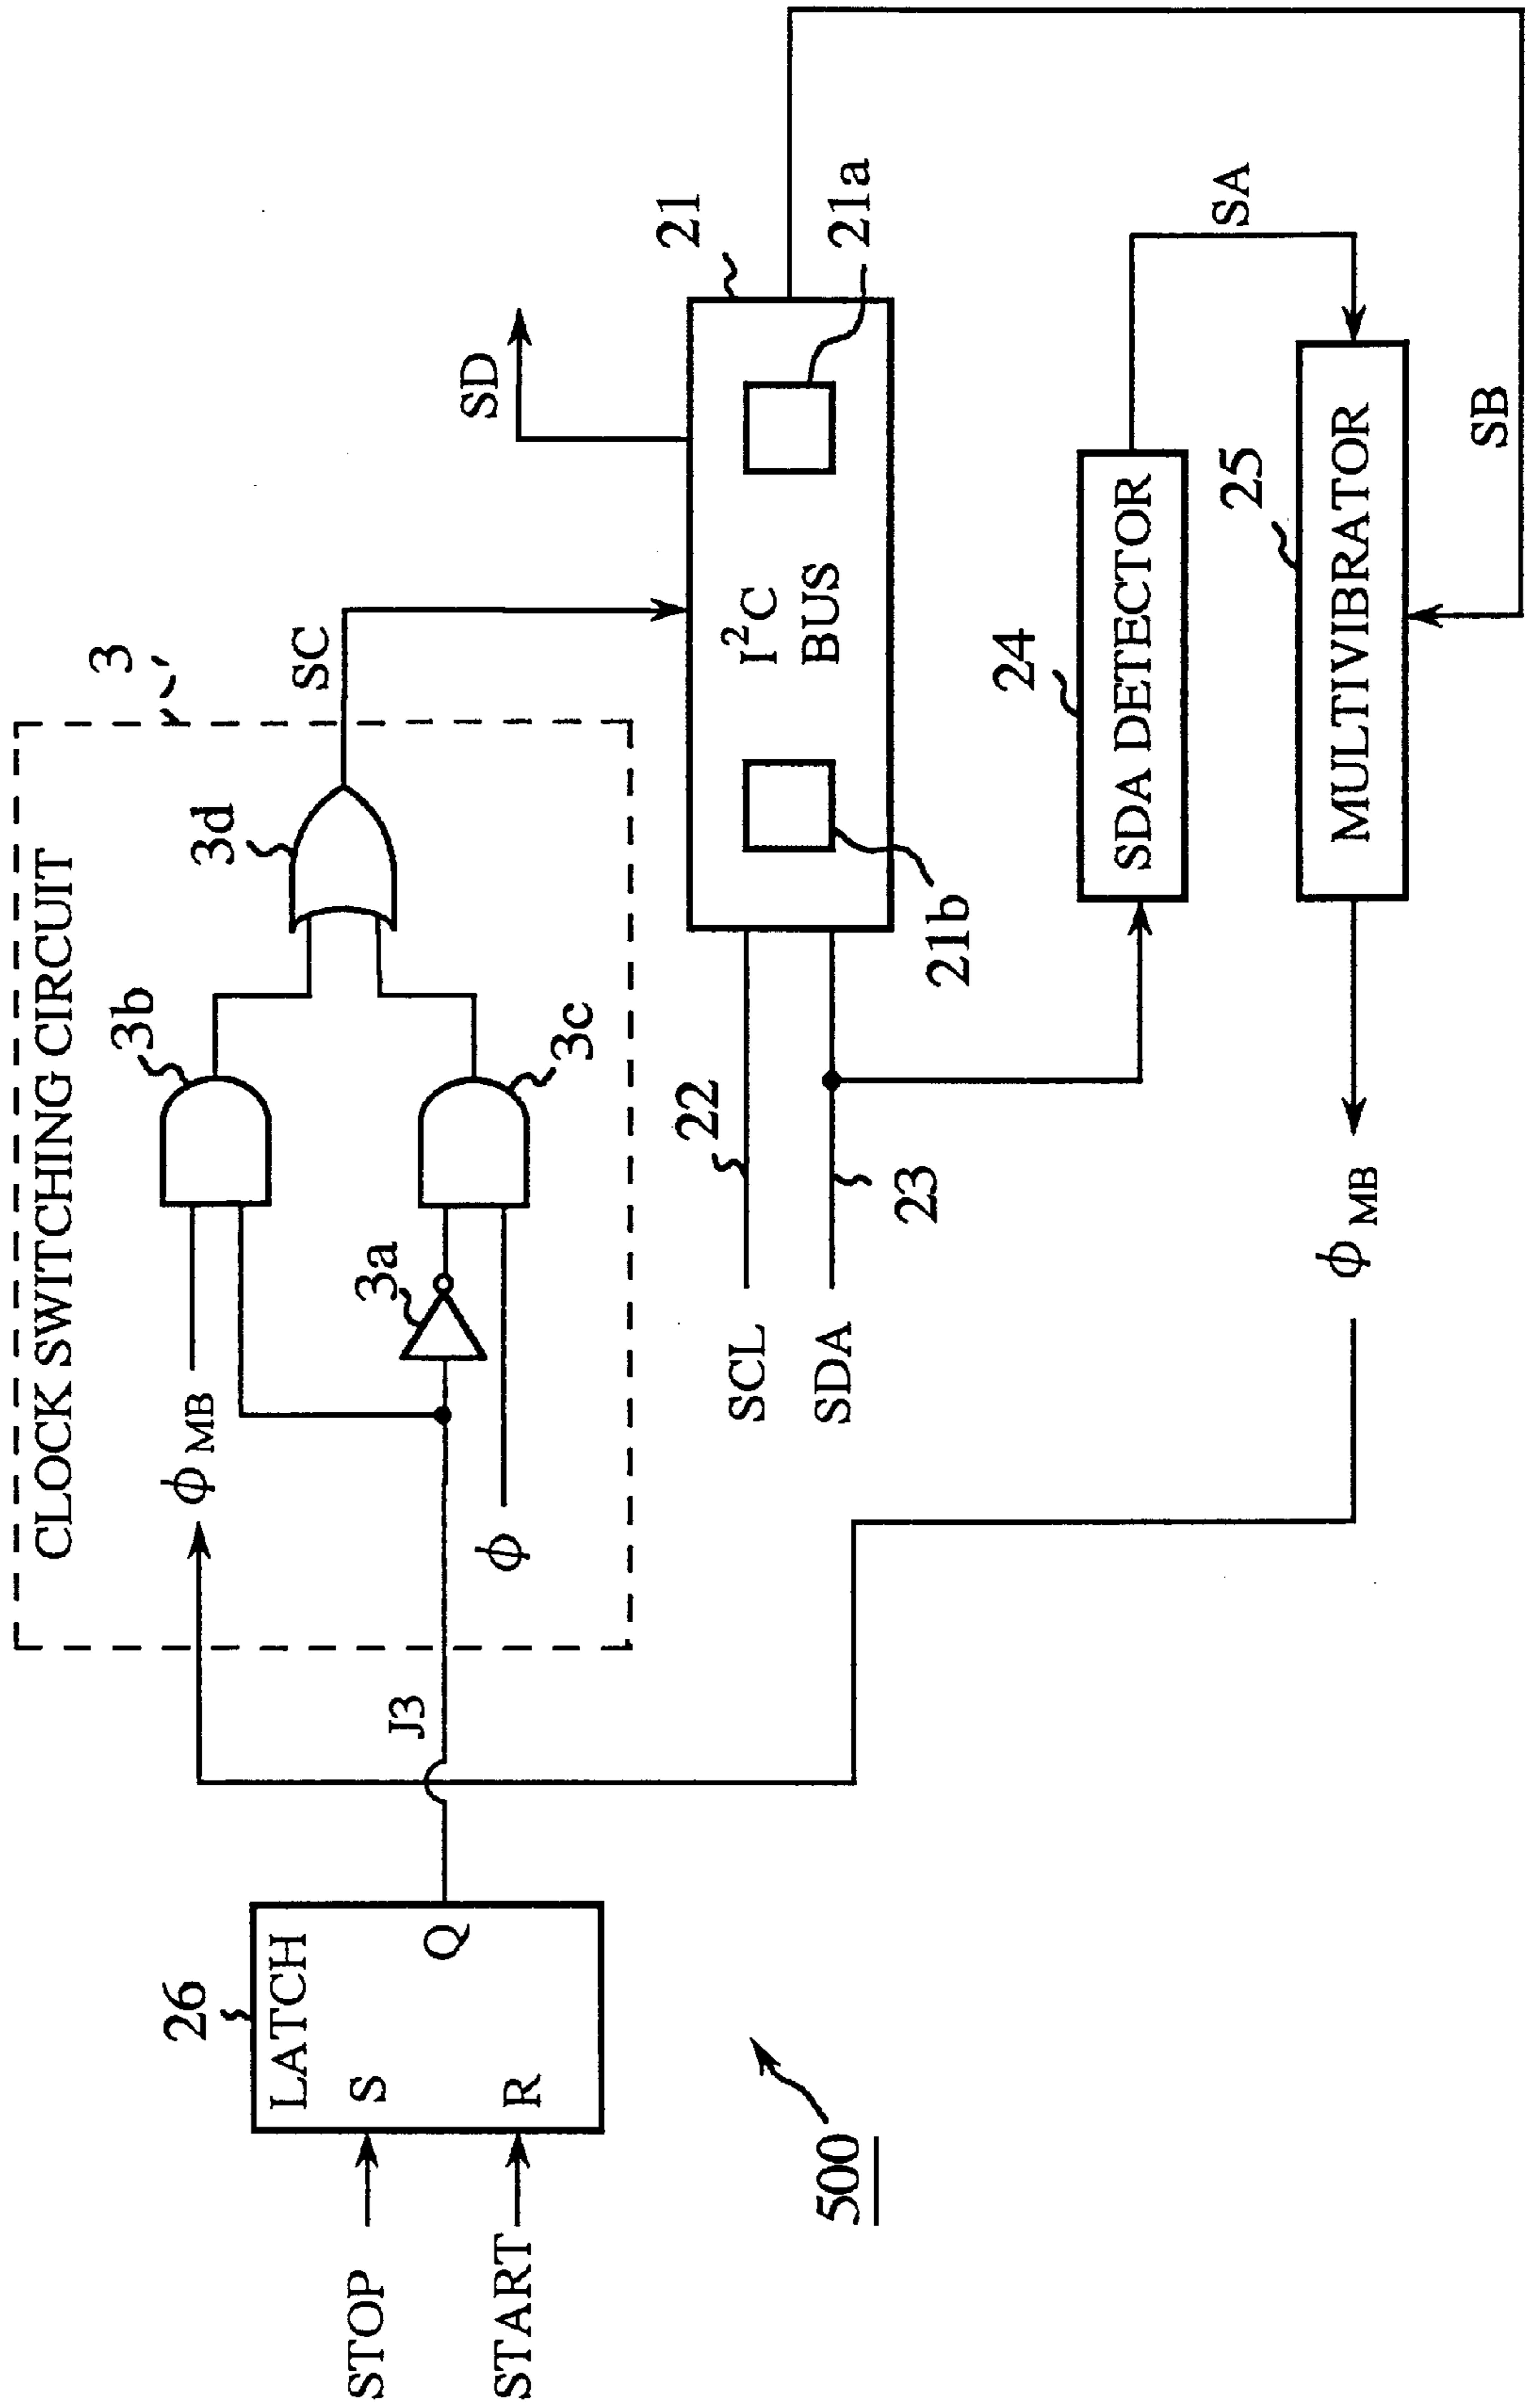 CLOCK SWITCHING CIRCUIT
3
ϕMB
3b
3d
SC
SD
J3
3a
3c
ϕ
26
LATCH
S
Q
R
STOP
START
21
I²C
BUS
21a
21b
SCL
22
SDA
23
24
SDA DETECTOR
SA
25
MULTIVIBRATOR
SB
ϕMB
500